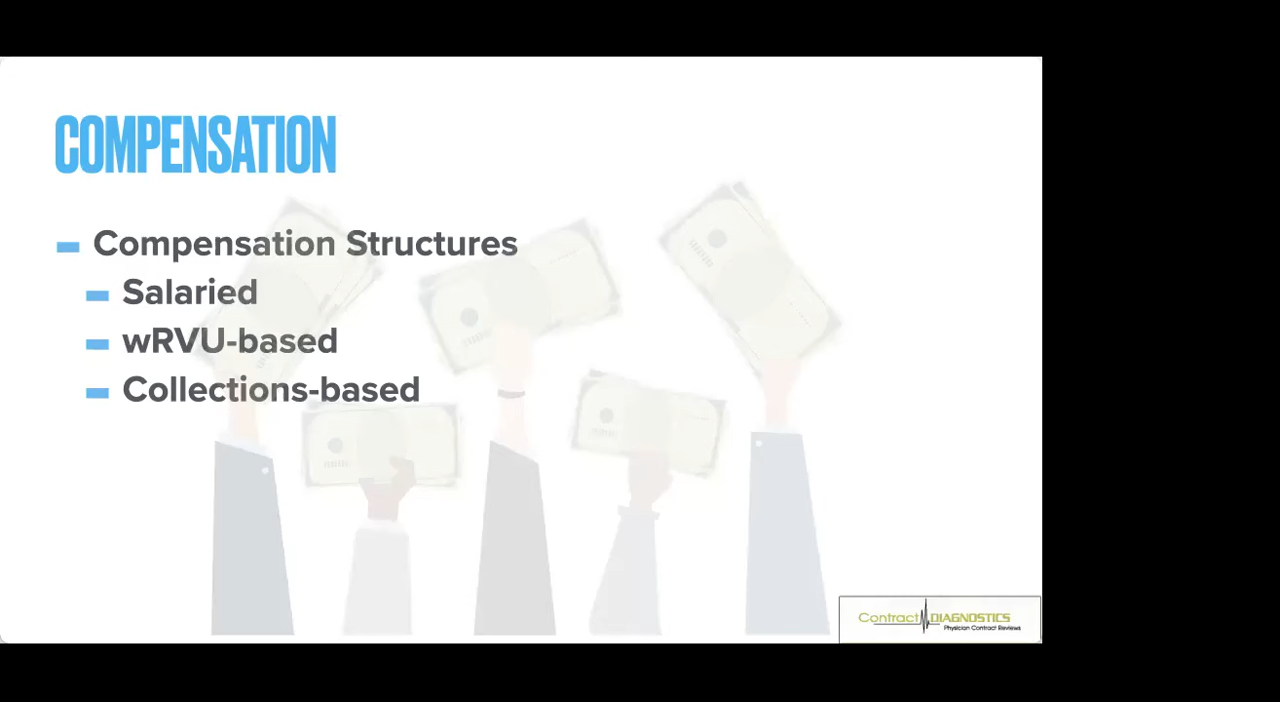 COMPENSATION
Compensation Structures
Salaried
wRVU-based
Collections-based
Contract DIAGNOSTICS
Physician Contract Reviews